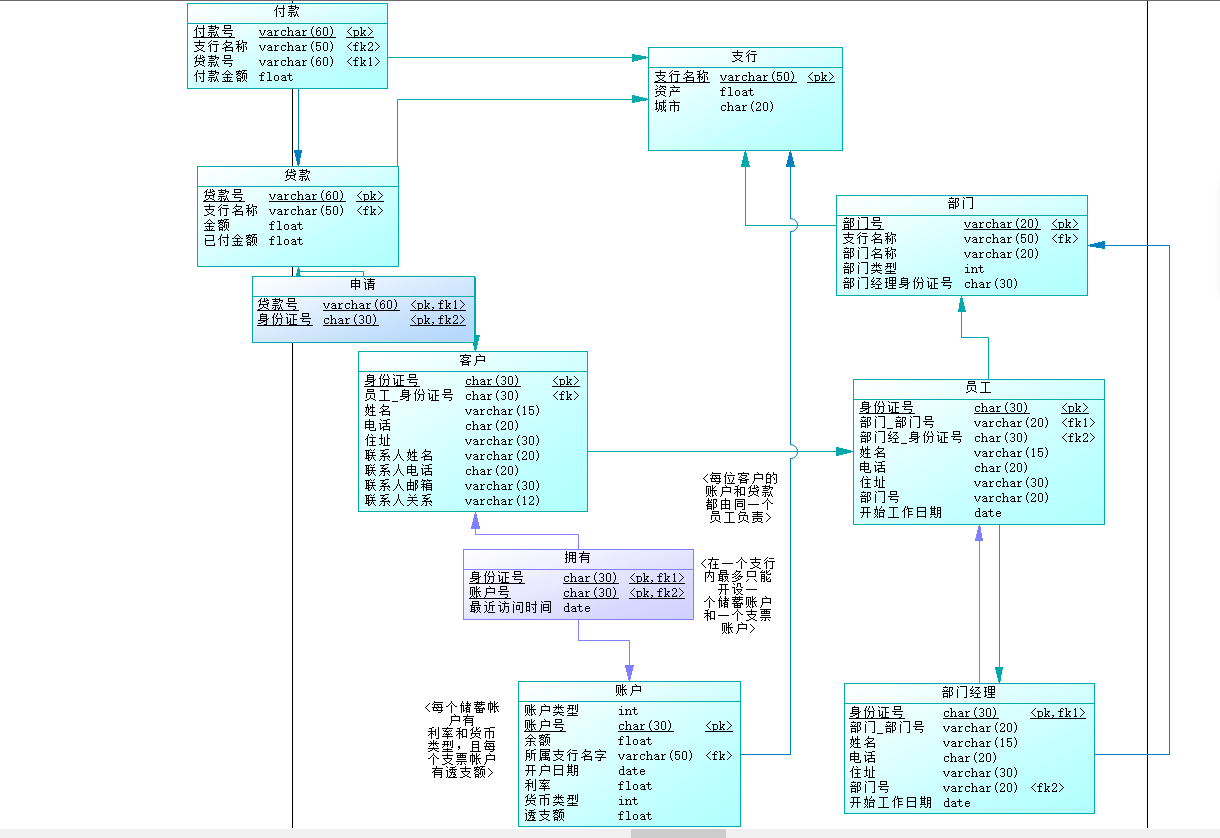 付款
付款号 varchar(60) <pk>
支行名称 varchar(50) <fk2>
贷款号 varchar(60) <fk1>
付款金额 float
支行
支行名称 varchar(50) <pk>
资产 float
城市 char(20)
贷款
贷款号 varchar(60) <pk>
支行名称 varchar(50) <fk>
金额 float
已付金额 float
部门
部门号 varchar(20) <pk>
支行名称 varchar(50) <fk>
部门名称 varchar(20)
部门类型 int
部门经理身份证号 char(30)
申请
贷款号 varchar(60) <pk,fk1>
身份证号 char(30) <pk,fk2>
客户
身份证号 char(30) <pk>
员工_身份证号 char(30) <fk>
姓名 varchar(15)
电话 char(20)
住址 varchar(30)
联系人姓名 varchar(20)
联系人电话 char(20)
联系人邮箱 varchar(30)
联系人关系 varchar(12)
员工
身份证号 char(30) <pk>
部门_部门号 varchar(20) <fk1>
部门经_身份证号 char(30) <fk2>
姓名 varchar(15)
电话 char(20)
住址 varchar(30)
部门号 varchar(20)
开始工作日期 date
<每位客户的
账户和贷款
都由同一个
员工负责>
拥有
身份证号 char(30) <pk,fk1>
账户号 char(30) <pk,fk2>
最近访问时间 date
<在一个支行
内最多只能
开设一
个储蓄账户
和一个支票
账户>
账户
账户类型 int
账户号 char(30) <pk>
余额 float
所属支行名字 varchar(50) <fk>
开户日期 date
利率 float
货币类型 int
透支额 float
<每个储蓄帐
户有
利率和货币
类型，且每
个支票帐户
有透支额>
部门经理
身份证号 char(30) <pk,fk1>
部门_部门号 varchar(20)
姓名 varchar(15)
电话 char(20)
住址 varchar(30)
部门号 varchar(20) <fk2>
开始工作日期 date